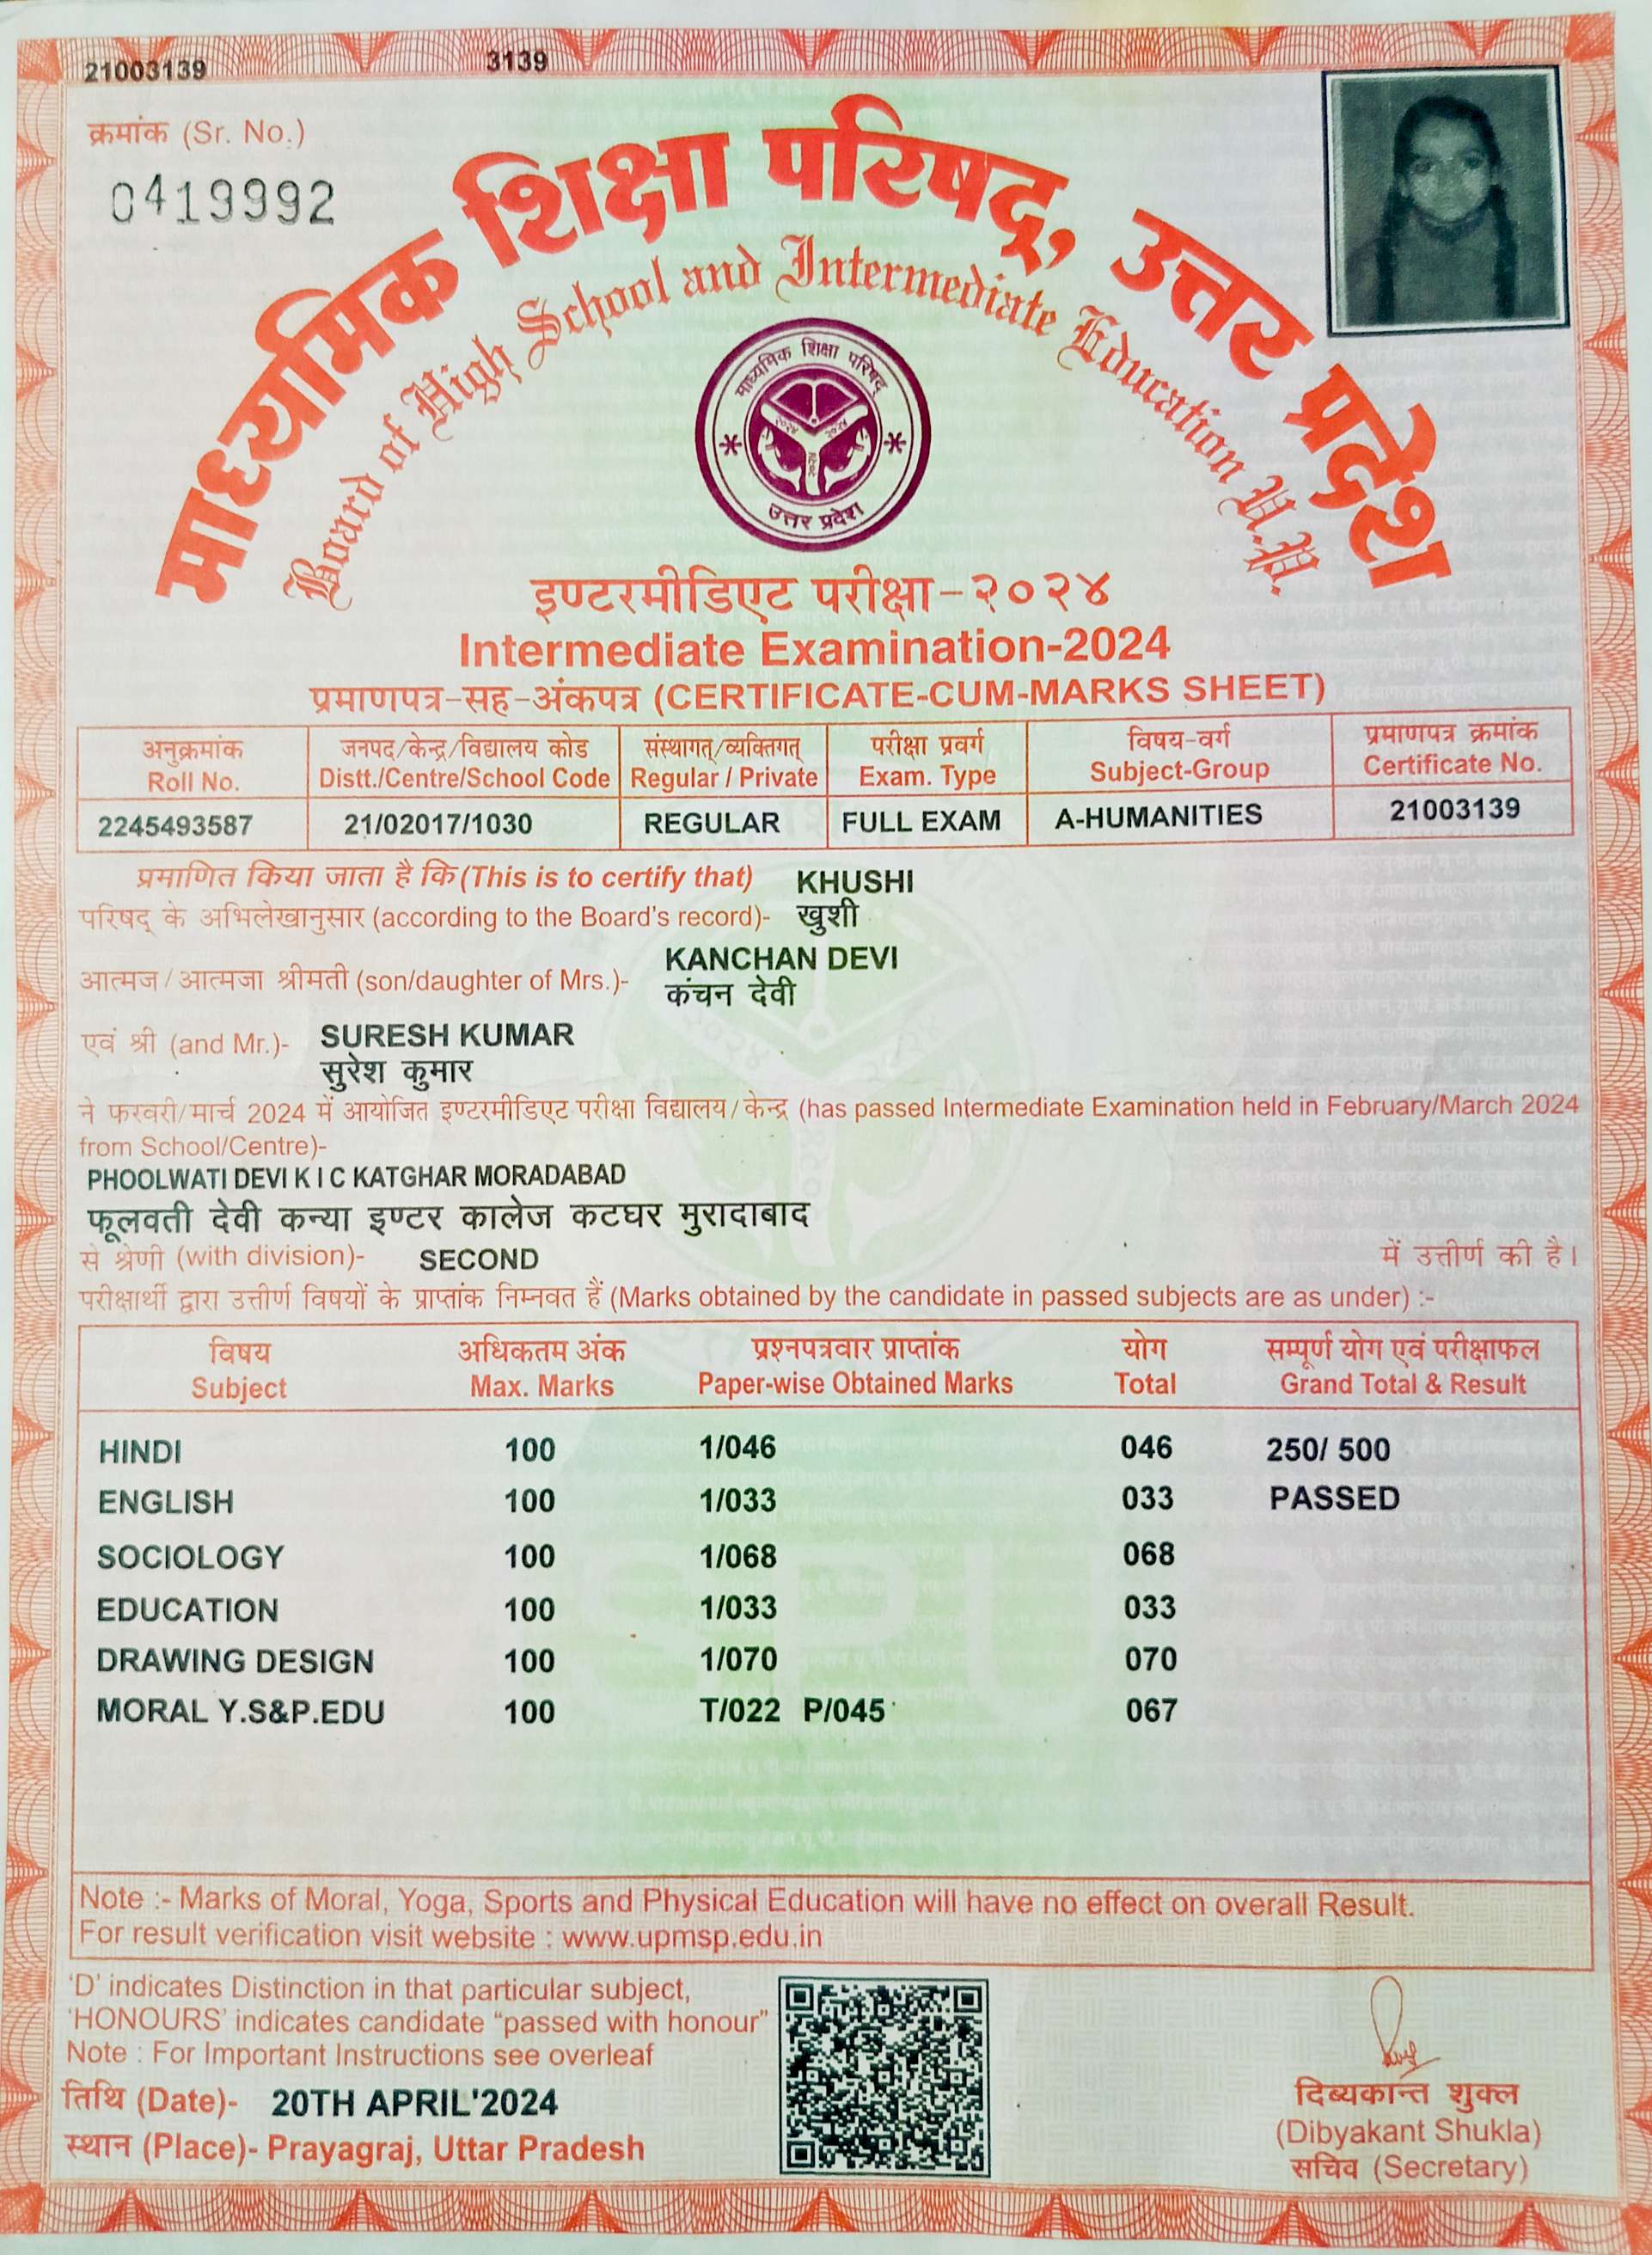 21003139 3139
क्रमांक (Sr. No.)
0419992
माध्यमिक शिक्षा परिषद्, उत्तर प्रदेश
Board of High School and Intermediate Education U.P.
माध्यमिक शिक्षा परिषद्
उत्तर प्रदेश
इण्टरमीडिएट परीक्षा-२०२४
Intermediate Examination-2024
प्रमाणपत्र-सह-अंकपत्र (CERTIFICATE-CUM-MARKS SHEET)
अनुक्रमांक जनपद/केन्द्र/विद्यालय कोड संस्थागत्/व्यक्तिगत् परीक्षा प्रवर्ग विषय-वर्ग प्रमाणपत्र क्रमांक
Roll No. Distt./Centre/School Code Regular / Private Exam. Type Subject-Group Certificate No.
2245493587 21/02017/1030 REGULAR FULL EXAM A-HUMANITIES 21003139
प्रमाणित किया जाता है कि (This is to certify that) KHUSHI
परिषद् के अभिलेखानुसार (according to the Board's record)- खुशी
KANCHAN DEVI
आत्मज/आत्मजा श्रीमती (son/daughter of Mrs.)- कंचन देवी
एवं श्री (and Mr.)- SURESH KUMAR
सुरेश कुमार
ने फरवरी/मार्च 2024 में आयोजित इण्टरमीडिएट परीक्षा विद्यालय/केन्द्र (has passed Intermediate Examination held in February/March 2024
from School/Centre)-
PHOOLWATI DEVI K I C KATGHAR MORADABAD
फूलवती देवी कन्या इण्टर कालेज कटघर मुरादाबाद
से श्रेणी (with division)- SECOND में उत्तीर्ण की है।
परीक्षार्थी द्वारा उत्तीर्ण विषयों के प्राप्तांक निम्नवत हैं (Marks obtained by the candidate in passed subjects are as under) :-
विषय अधिकतम अंक प्रश्नपत्रवार प्राप्तांक योग सम्पूर्ण योग एवं परीक्षाफल
Subject Max. Marks Paper-wise Obtained Marks Total Grand Total & Result
HINDI 100 1/046 046 250/ 500
ENGLISH 100 1/033 033 PASSED
SOCIOLOGY 100 1/068 068
EDUCATION 100 1/033 033
DRAWING DESIGN 100 1/070 070
MORAL Y.S&P.EDU 100 T/022 P/045 067
Note :- Marks of Moral, Yoga, Sports and Physical Education will have no effect on overall Result.
For result verification visit website : www.upmsp.edu.in
'D' indicates Distinction in that particular subject,
'HONOURS' indicates candidate "passed with honour"
Note : For Important Instructions see overleaf
तिथि (Date)- 20TH APRIL'2024
स्थान (Place)- Prayagraj, Uttar Pradesh
दिब्यकान्त शुक्ल
(Dibyakant Shukla)
सचिव (Secretary)